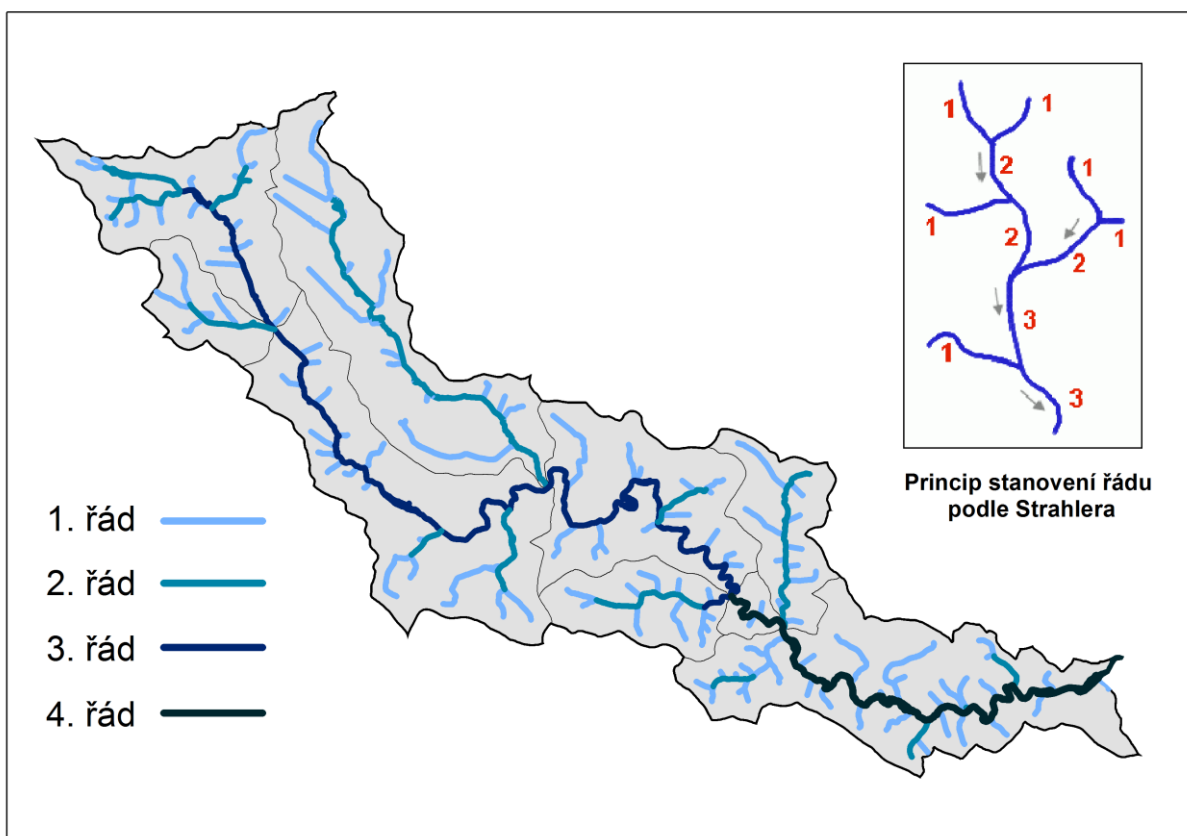 1
1
2
1
1
2
1
2
3
1
3
Princip stanovení řádu
podle Strahlera
1. řád
2. řád
3. řád
4. řád